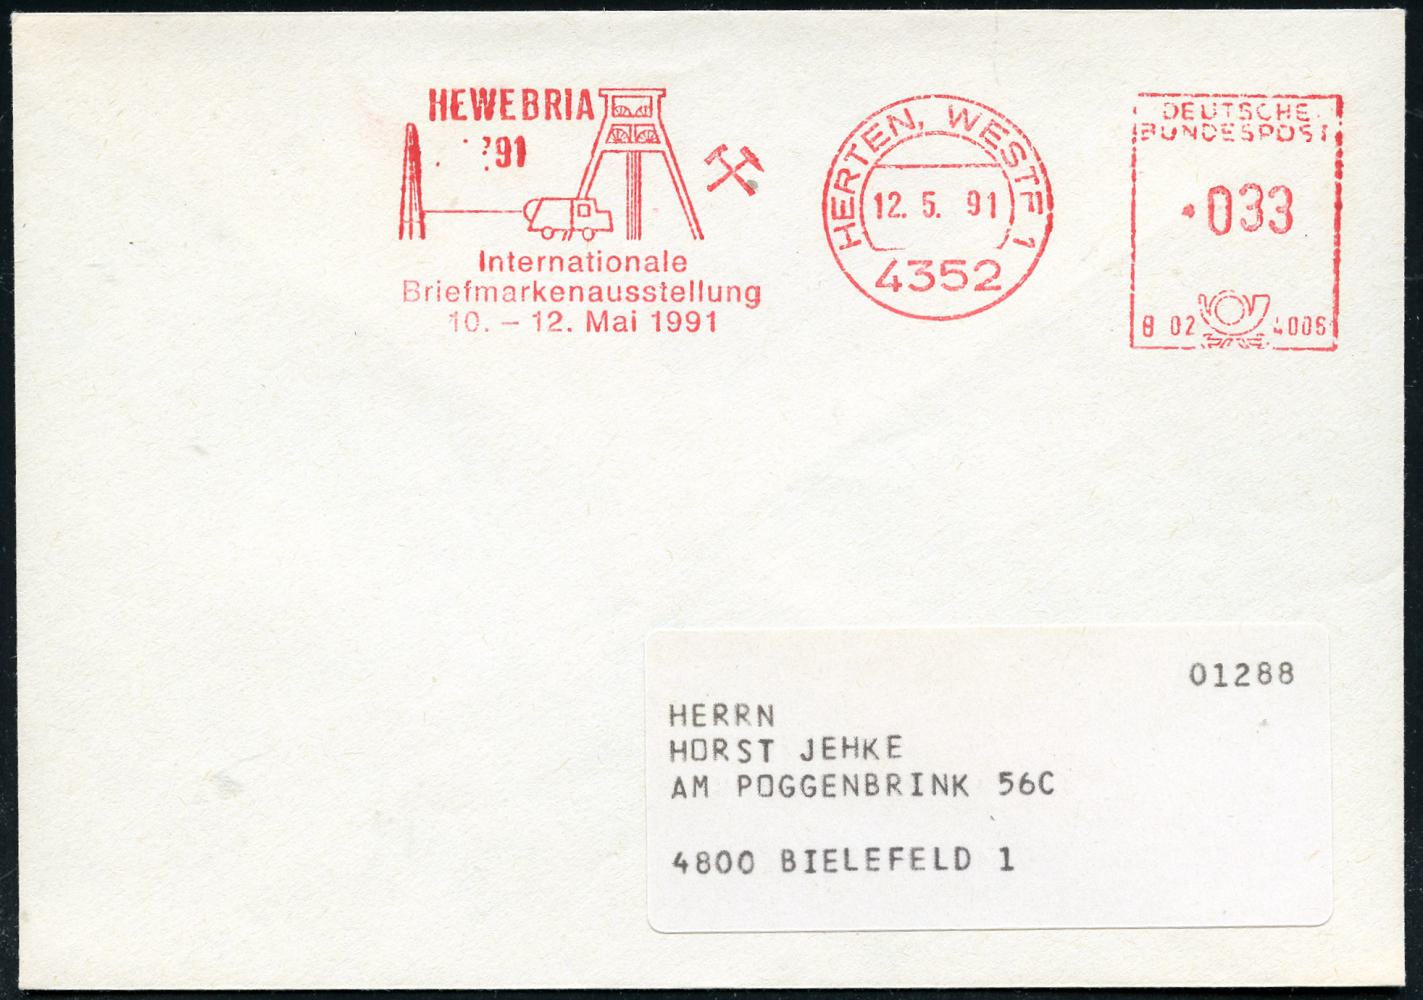 HEWEBRIA
'91
Internationale
Briefmarkenausstellung
10. – 12. Mai 1991
HERTEN, WESTF 1
12. 5. 91
4352
DEUTSCHE
BUNDESPOST
033
B 02 4006
01288
HERRN
HORST JEHKE
AM POGGENBRINK 56C
4800 BIELEFELD 1